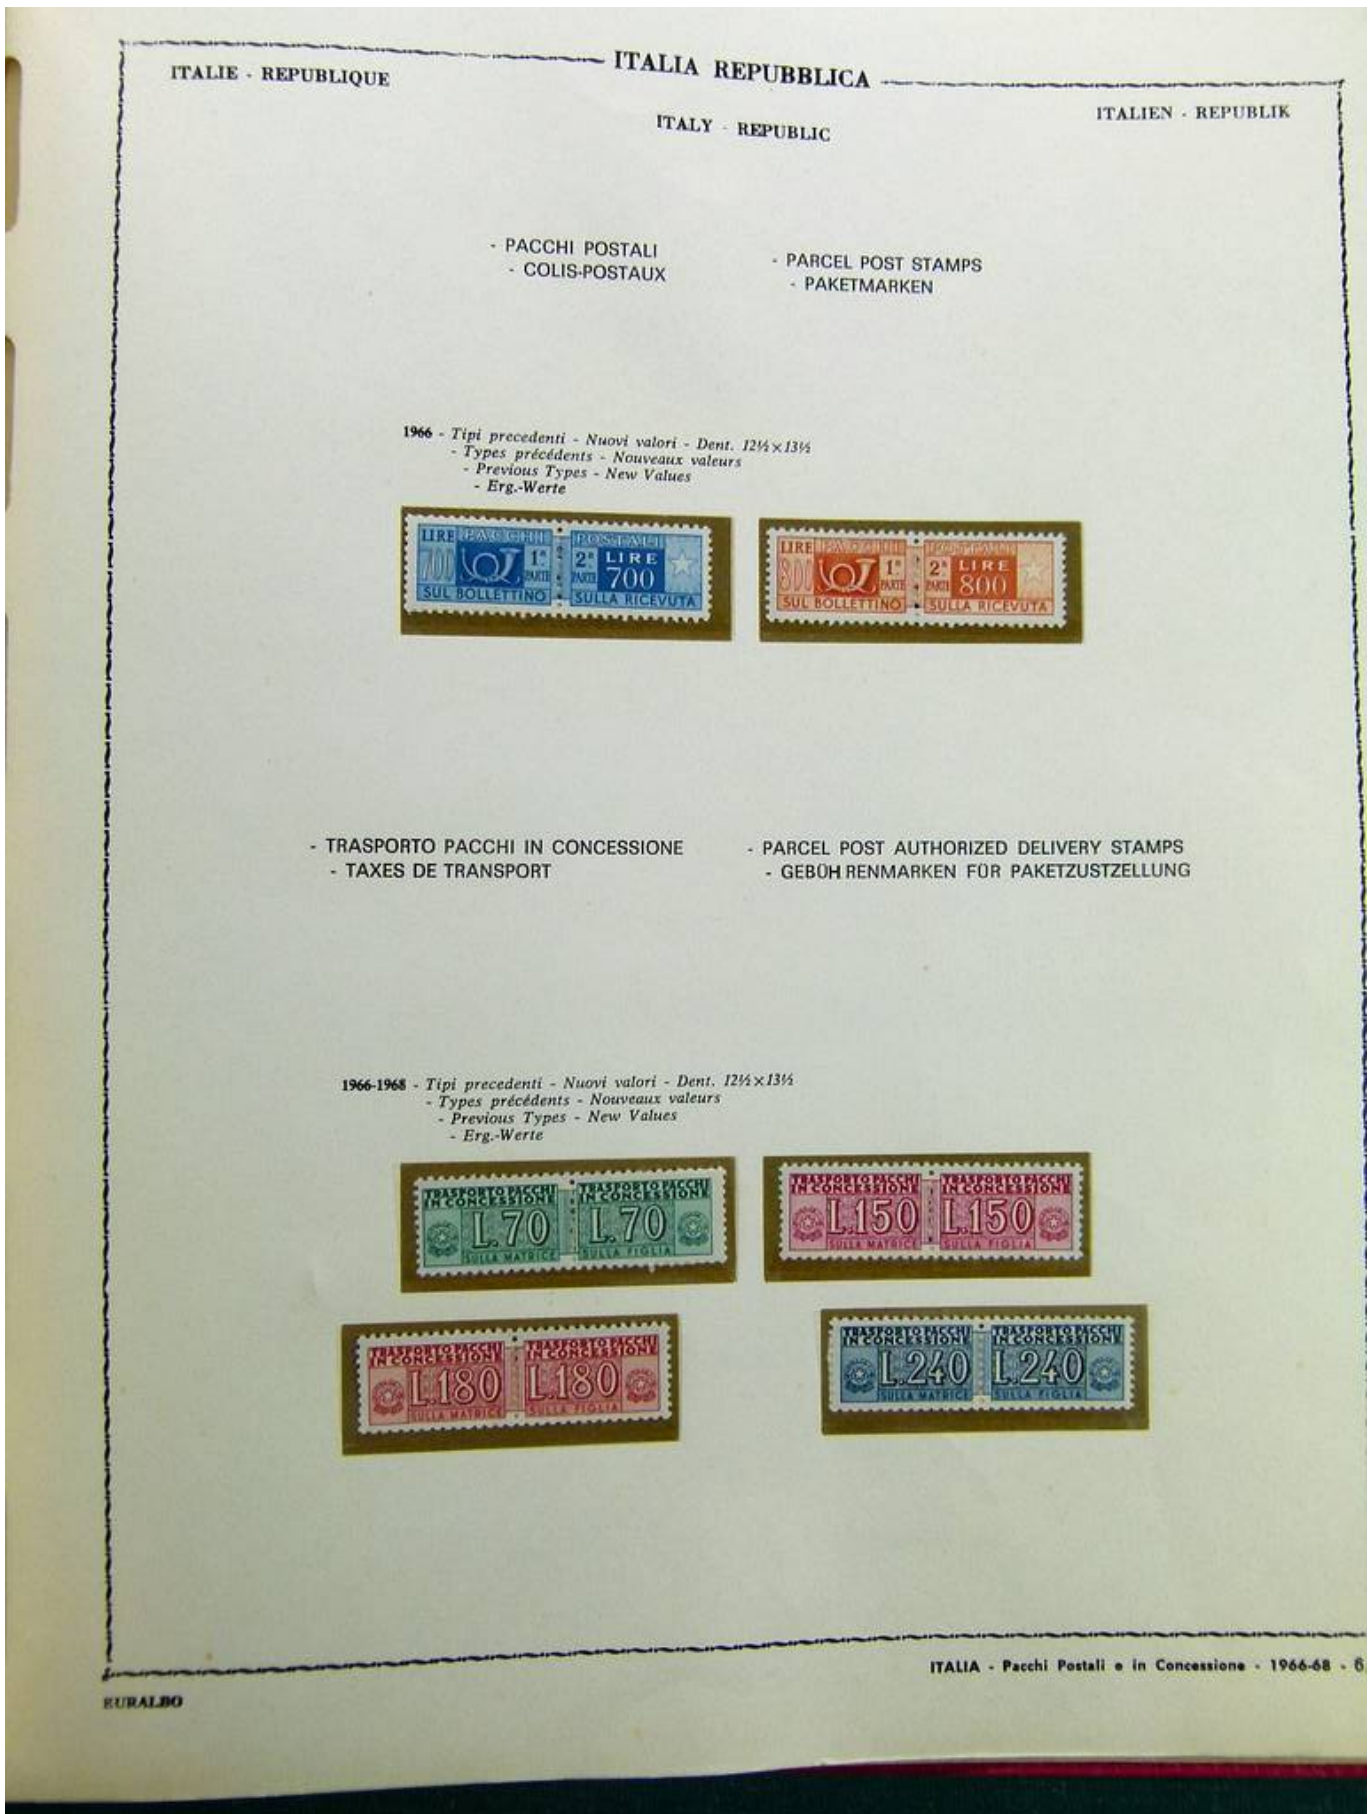 ITALIA REPUBBLICA
ITALIE - REPUBLIQUE
ITALY - REPUBLIC
ITALIEN - REPUBLIK
- PACCHI POSTALI
- COLIS-POSTAUX
- PARCEL POST STAMPS
- PAKETMARKEN
1966 - Tipi precedenti - Nuovi valori - Dent. 12½×13½
- Types précédents - Nouveaux valeurs
- Previous Types - New Values
- Erg.-Werte
LIRE PACCHI POSTALI
700 1ª PARTE 2ª PARTE LIRE 700
SUL BOLLETTINO SULLA RICEVUTA
LIRE PACCHI POSTALI
800 1ª PARTE 2ª PARTE LIRE 800
SUL BOLLETTINO SULLA RICEVUTA
- TRASPORTO PACCHI IN CONCESSIONE
- TAXES DE TRANSPORT
- PARCEL POST AUTHORIZED DELIVERY STAMPS
- GEBÜH RENMARKEN FÜR PAKETZUSTZELLUNG
1966-1968 - Tipi precedenti - Nuovi valori - Dent. 12½×13½
- Types précédents - Nouveaux valeurs
- Previous Types - New Values
- Erg.-Werte
TRASPORTO PACCHI TRASPORTO PACCHI
IN CONCESSIONE IN CONCESSIONE
L.70 L.70
SULLA MATRICE SULLA FIGLIA
TRASPORTO PACCHI TRASPORTO PACCHI
IN CONCESSIONE IN CONCESSIONE
L.150 L.150
SULLA MATRICE SULLA FIGLIA
TRASPORTO PACCHI TRASPORTO PACCHI
IN CONCESSIONE IN CONCESSIONE
L.180 L.180
SULLA MATRICE SULLA FIGLIA
TRASPORTO PACCHI TRASPORTO PACCHI
IN CONCESSIONE IN CONCESSIONE
L.240 L.240
SULLA MATRICE SULLA FIGLIA
ITALIA - Pacchi Postali e in Concessione - 1966-68 - 6
EURALBO